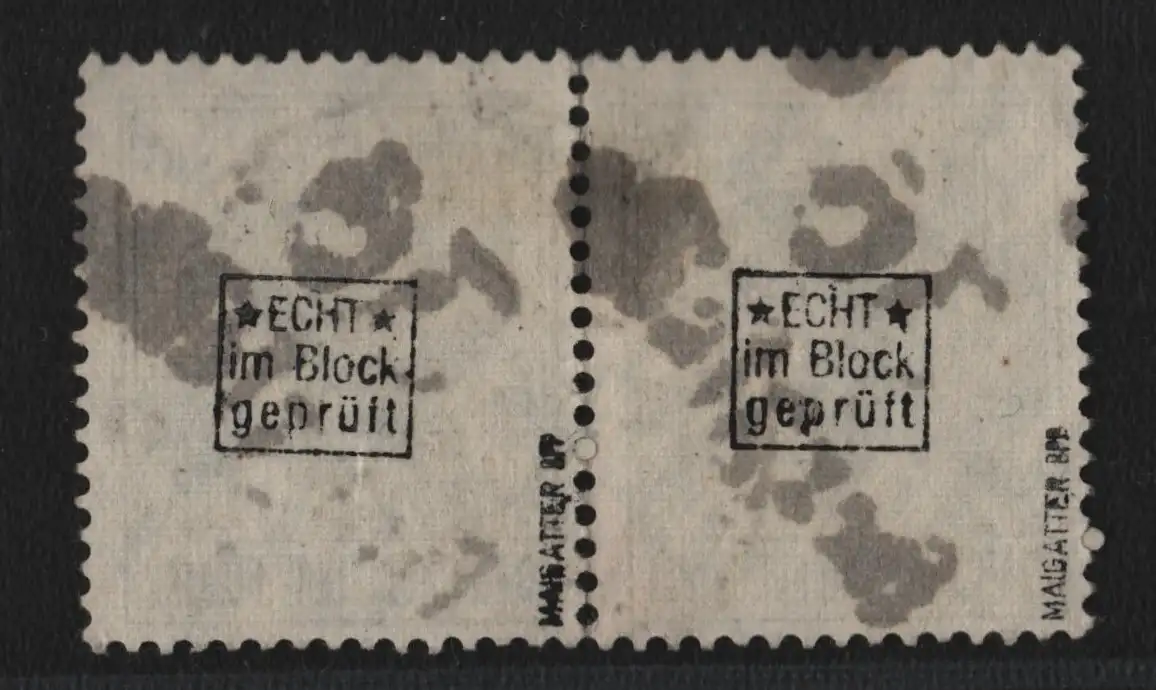 ★ECHT★
im Block
geprüft
MAIGATTER BPP
★ECHT★
im Block
geprüft
MAIGATTER BPP